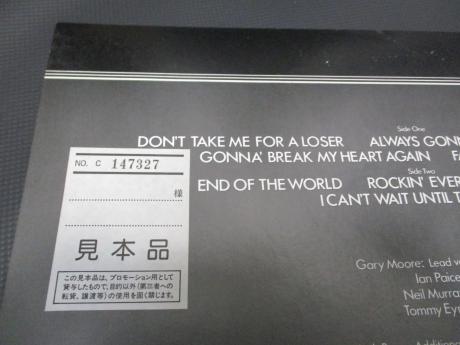 Side One
DON'T TAKE ME FOR A LOSER ALWAYS GONN
GONNA' BREAK MY HEART AGAIN FA
Side Two
END OF THE WORLD ROCKIN' EVER
I CAN'T WAIT UNTIL T
NO. C 147327
様
見本品
この見本品は、プロモーション用として
貸与したもので、目的以外(第三者への
転貸、譲渡等)の使用を固く禁じます。
Gary Moore: Lead vo
Ian Paice
Neil Murra
Tommy Eyr
Additiona